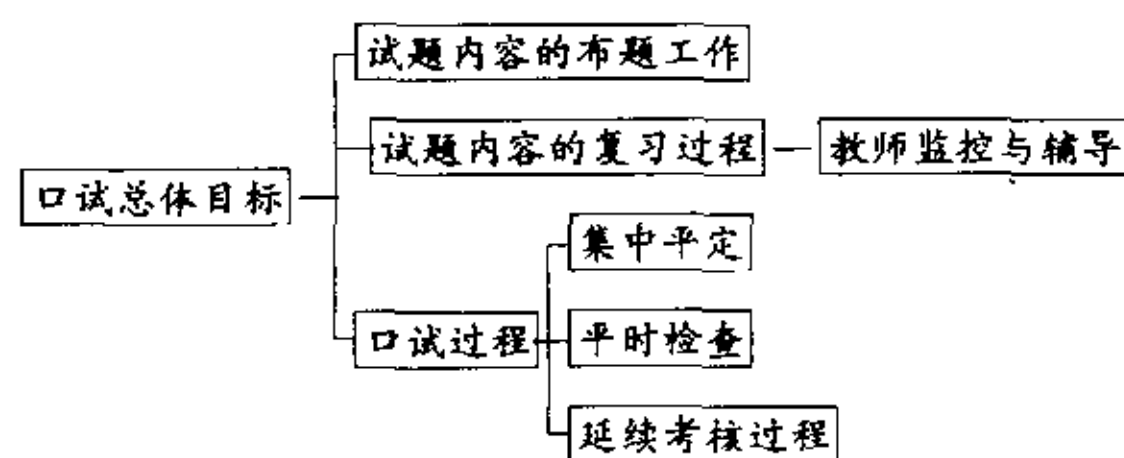 试题内容的布题工作
试题内容的复习过程
教师监控与辅导
口试总体目标
集中平定
口试过程
平时检查
延续考核过程